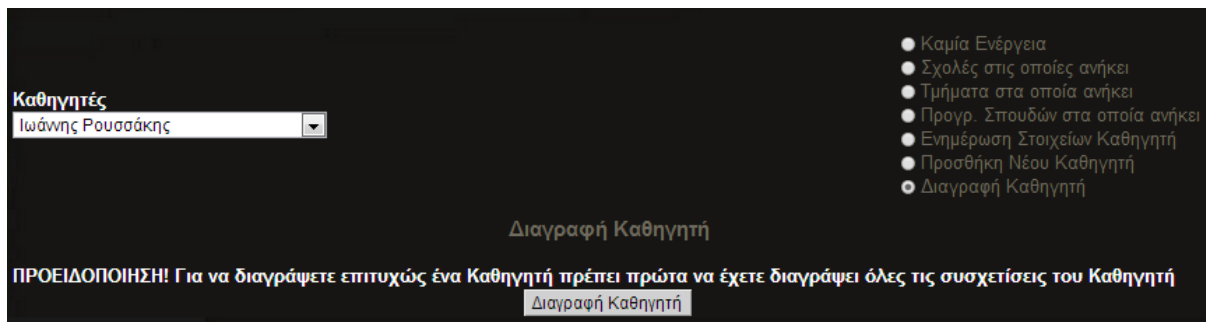 Καθηγητές
Ιωάννης Ρουσσάκης
Καμία Ενέργεια
Σχολές στις οποίες ανήκει
Τμήματα στα οποία ανήκει
Προγρ. Σπουδών στα οποία ανήκει
Ενημέρωση Στοιχείων Καθηγητή
Προσθήκη Νέου Καθηγητή
Διαγραφή Καθηγητή
Διαγραφή Καθηγητή
ΠΡΟΕΙΔΟΠΟΙΗΣΗ! Για να διαγράψετε επιτυχώς ένα Καθηγητή πρέπει πρώτα να έχετε διαγράψει όλες τις συσχετίσεις του Καθηγητή
Διαγραφή Καθηγητή